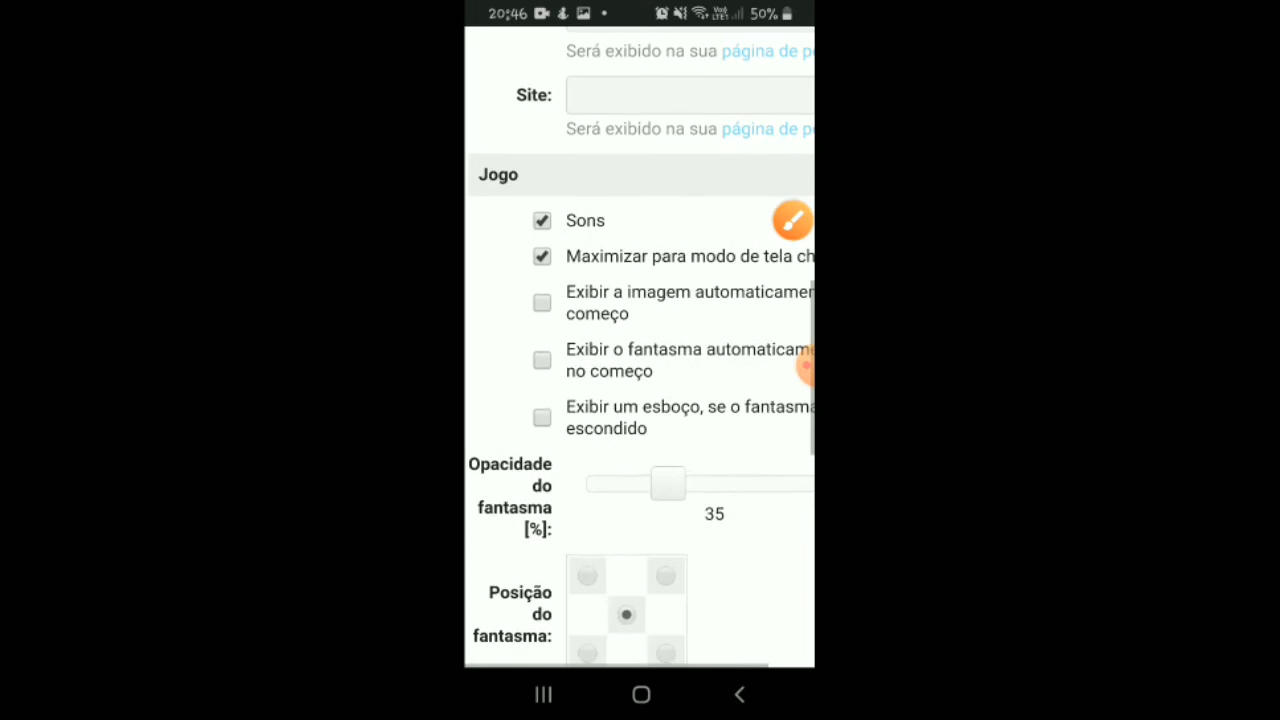 20:46 50%
Será exibido na sua página de p
Site:
Será exibido na sua página de p
Jogo
Sons
Maximizar para modo de tela ch
Exibir a imagem automaticamen
começo
Exibir o fantasma automaticame
no começo
Exibir um esboço, se o fantasma
escondido
Opacidade
do
fantasma
[%]:
35
Posição
do
fantasma: